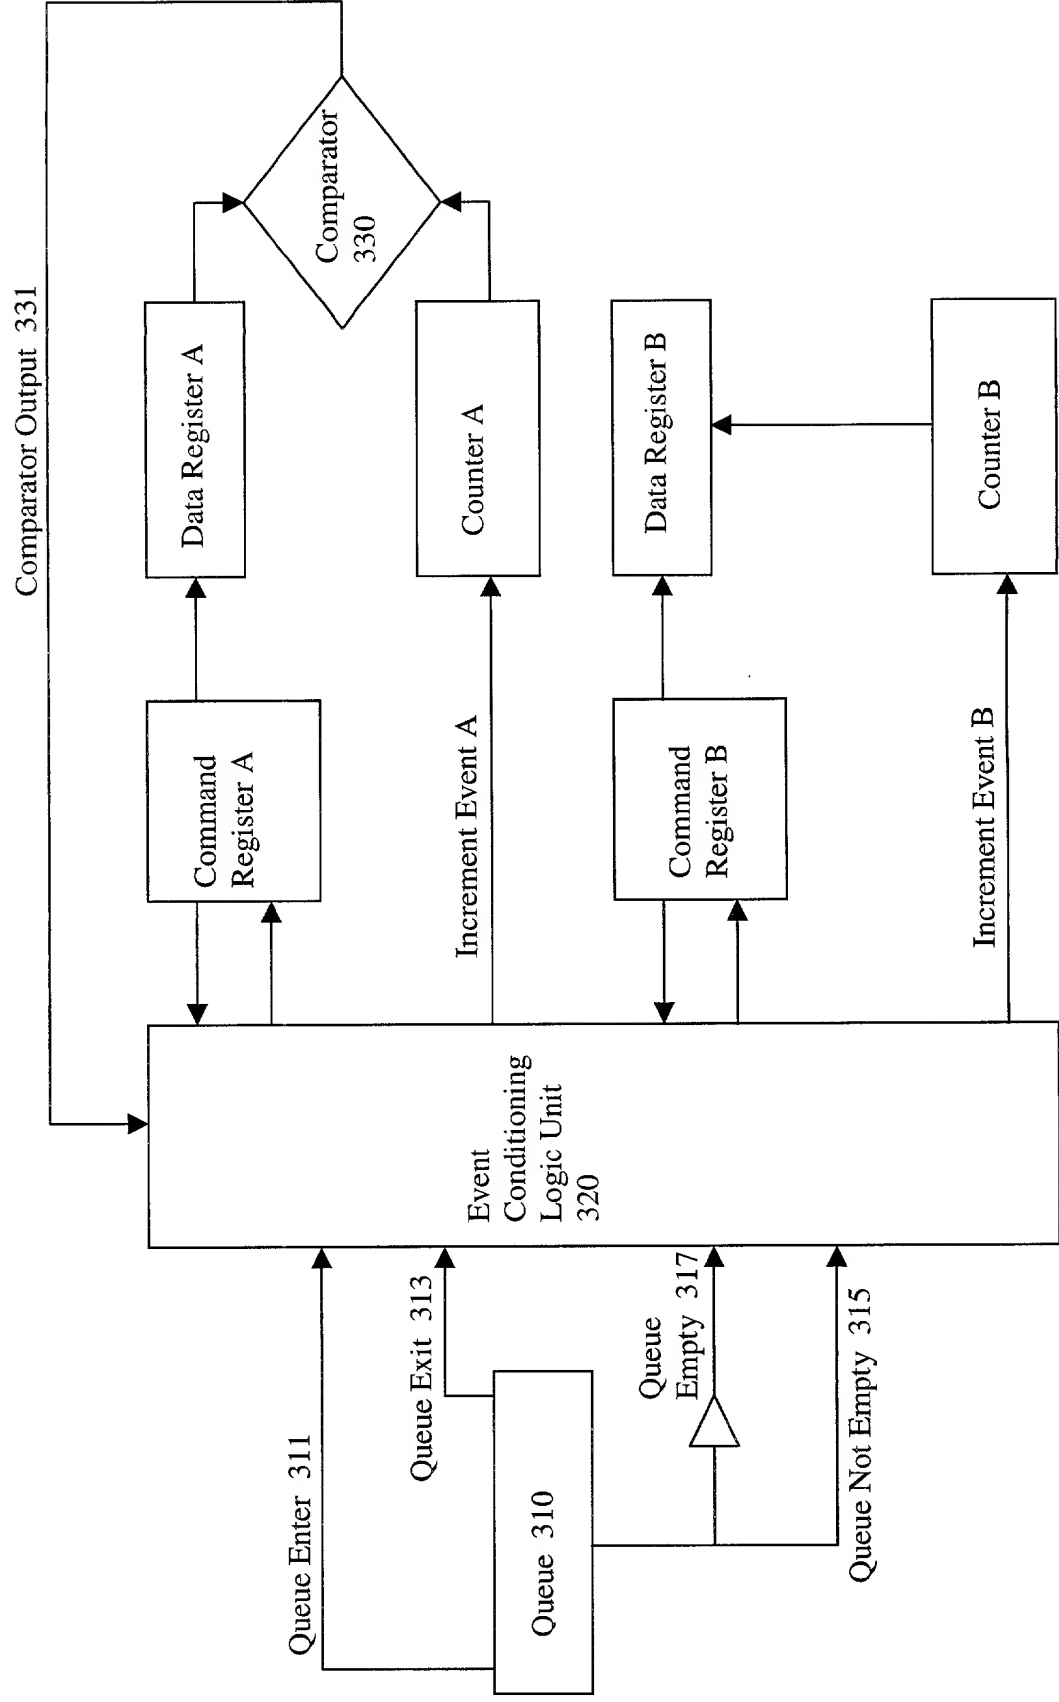 Comparator Output 331
Queue Enter 311
Queue Exit 313
Queue 310
Queue
Empty 317
Queue Not Empty 315
Event
Conditioning
Logic Unit
320
Command
Register A
Increment Event A
Command
Register B
Increment Event B
Data Register A
Counter A
Data Register B
Counter B
Comparator
330